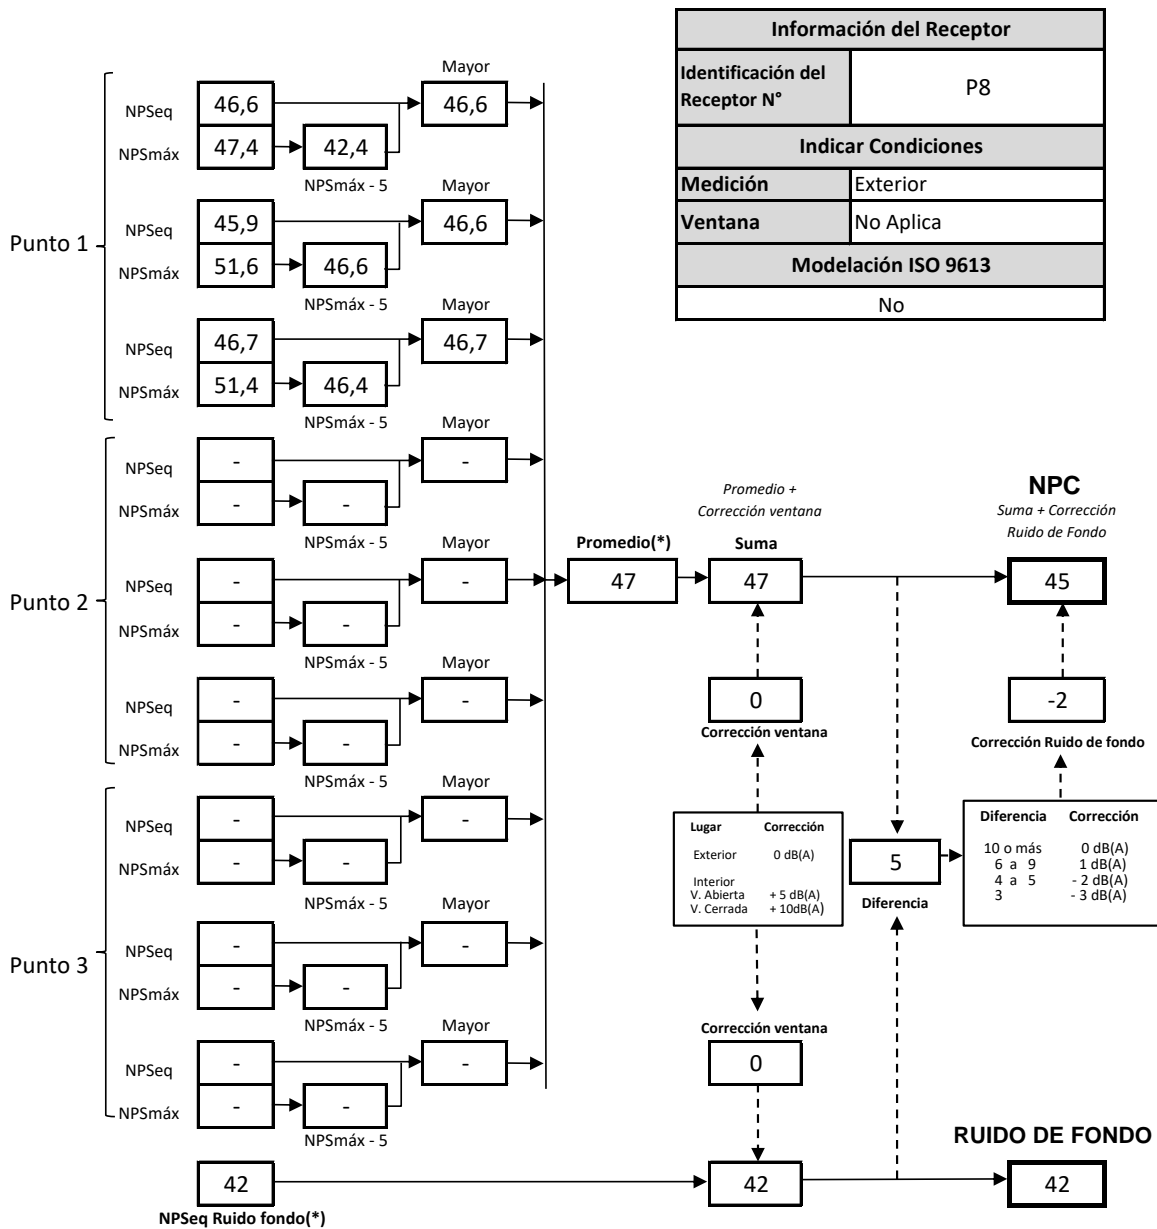 Información del Receptor
Identificación del Receptor N° P8
Indicar Condiciones
Medición Exterior
Ventana No Aplica
Modelación ISO 9613
No
Punto 1
Mayor
NPSeq 46,6 46,6
NPSmáx 47,4 42,4
NPSmáx - 5
Mayor
NPSeq 45,9 46,6
NPSmáx 51,6 46,6
NPSmáx - 5
Mayor
NPSeq 46,7 46,7
NPSmáx 51,4 46,4
NPSmáx - 5
Punto 2
Mayor
NPSeq - -
NPSmáx - -
NPSmáx - 5
Mayor
NPSeq - -
NPSmáx - -
NPSmáx - 5
Mayor
NPSeq - -
NPSmáx - -
NPSmáx - 5
Punto 3
Mayor
NPSeq - -
NPSmáx - -
NPSmáx - 5
Mayor
NPSeq - -
NPSmáx - -
NPSmáx - 5
Mayor
NPSeq - -
NPSmáx - -
NPSmáx - 5
42
NPSeq Ruido fondo(*)
Promedio(*)
47
Promedio +
Corrección ventana
Suma
47
0
Corrección ventana
Lugar Corrección
Exterior 0 dB(A)
Interior
V. Abierta + 5 dB(A)
V. Cerrada + 10dB(A)
Corrección ventana
0
42
5
Diferencia
NPC
Suma + Corrección
Ruido de Fondo
45
-2
Corrección Ruido de fondo
Diferencia Corrección
10 o más 0 dB(A)
6 a 9 1 dB(A)
4 a 5 - 2 dB(A)
3 - 3 dB(A)
RUIDO DE FONDO
42